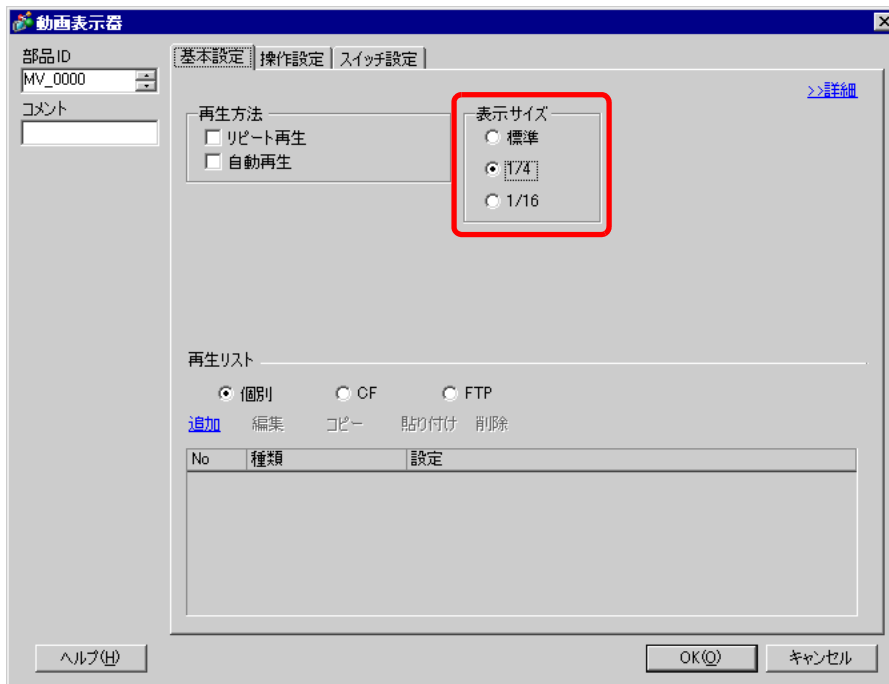 動画表示器
部品ID
MV_0000
コメント
基本設定 操作設定 スイッチ設定
>>詳細
再生方法
リピート再生
自動再生
表示サイズ
標準
1/4
1/16
再生リスト
個別 CF FTP
追加 編集 コピー 貼り付け 削除
No 種類 設定
ヘルプ(H) OK(O) キャンセル